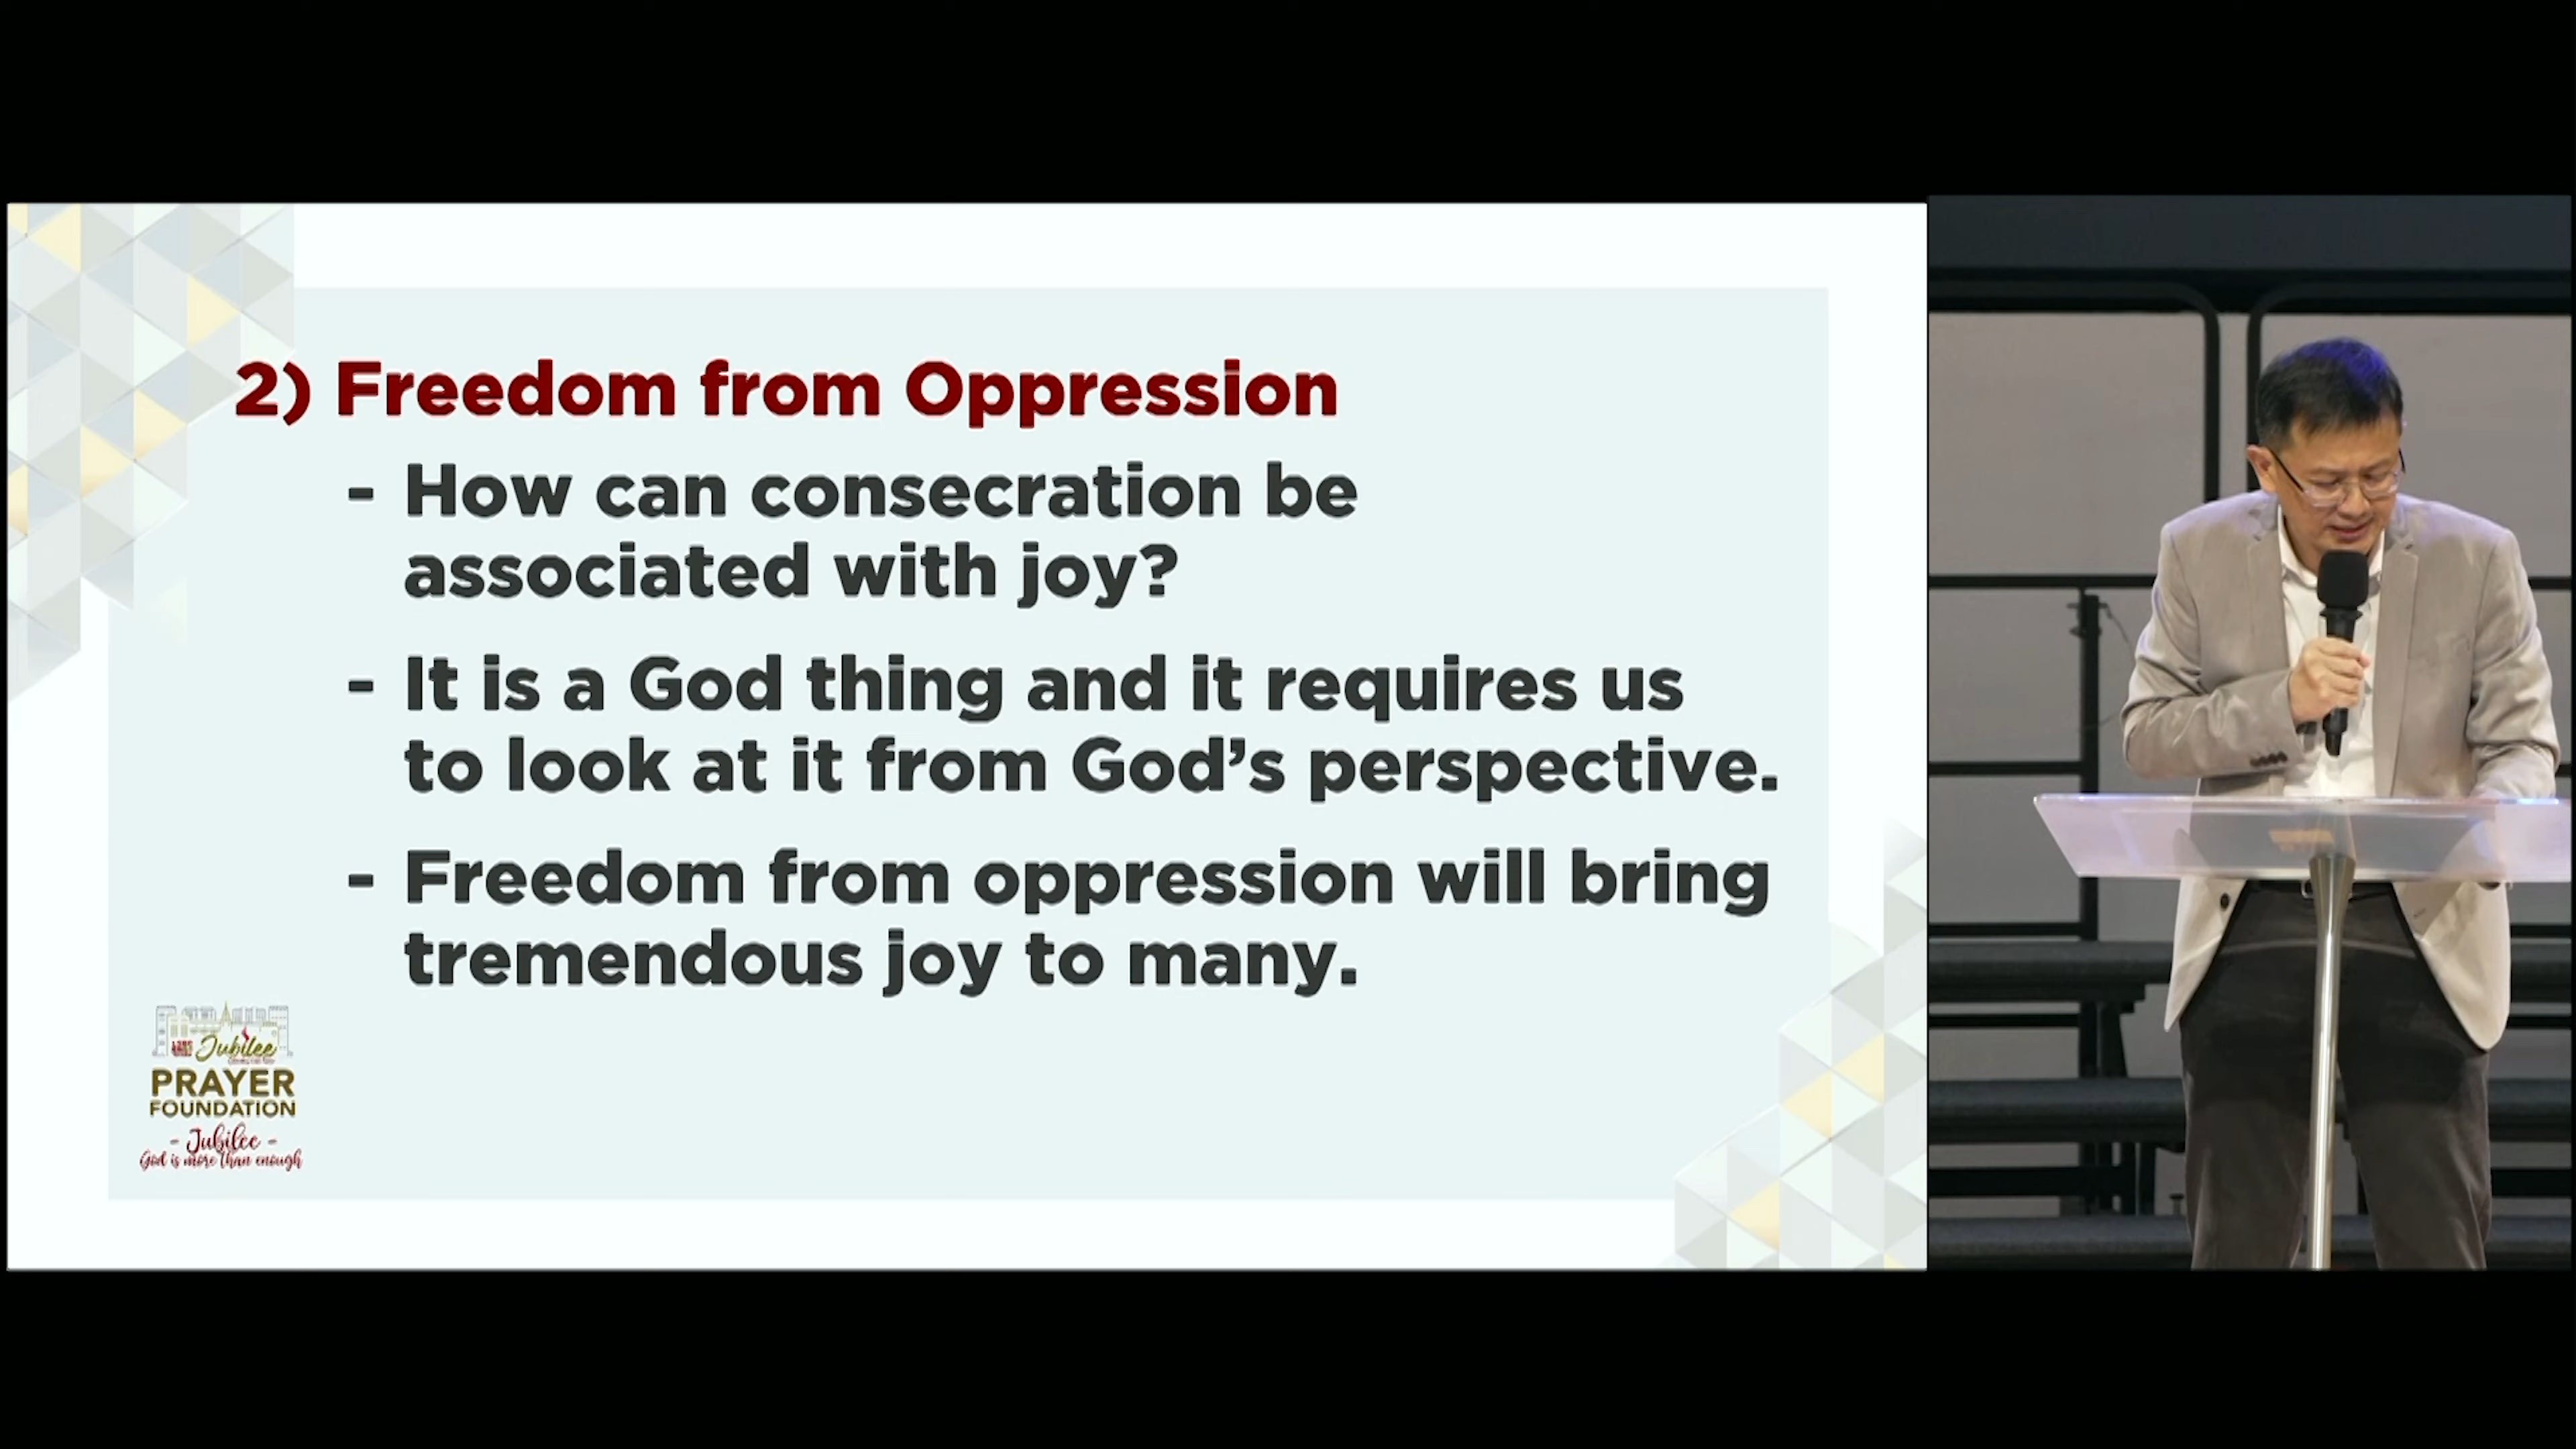 2) Freedom from Oppression
- How can consecration be
associated with joy?
- It is a God thing and it requires us
to look at it from God’s perspective.
- Freedom from oppression will bring
tremendous joy to many.
Jubilee
PRAYER
FOUNDATION
- Jubilee -
God is more than enough